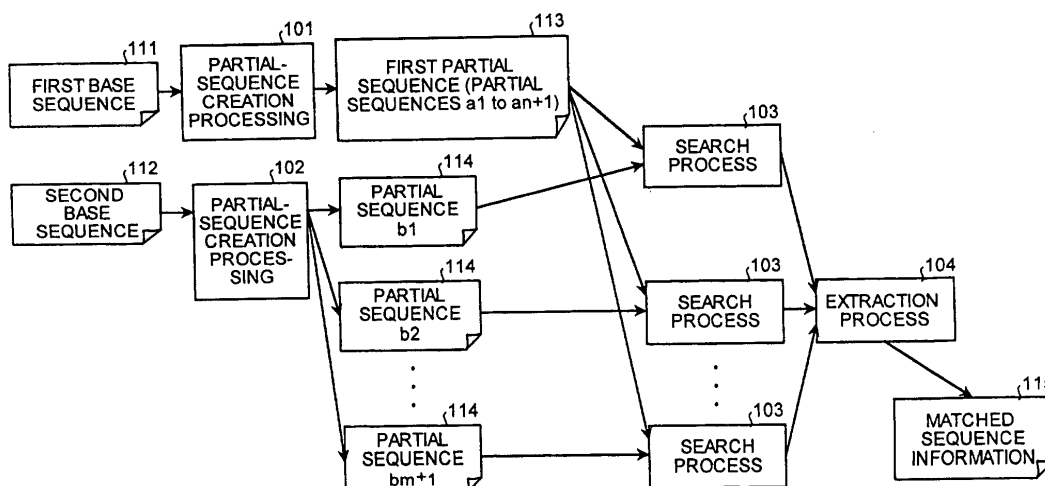 111
FIRST BASE
SEQUENCE
101
PARTIAL-
SEQUENCE
CREATION
PROCESSING
113
FIRST PARTIAL
SEQUENCE (PARTIAL
SEQUENCES a1 to an+1)
103
SEARCH
PROCESS
112
SECOND
BASE
SEQUENCE
102
PARTIAL-
SEQUENCE
CREATION
PROCES-
SING
114
PARTIAL
SEQUENCE
b1
114
PARTIAL
SEQUENCE
b2
103
SEARCH
PROCESS
104
EXTRACTION
PROCESS
114
PARTIAL
SEQUENCE
bm+1
103
SEARCH
PROCESS
115
MATCHED
SEQUENCE
INFORMATION